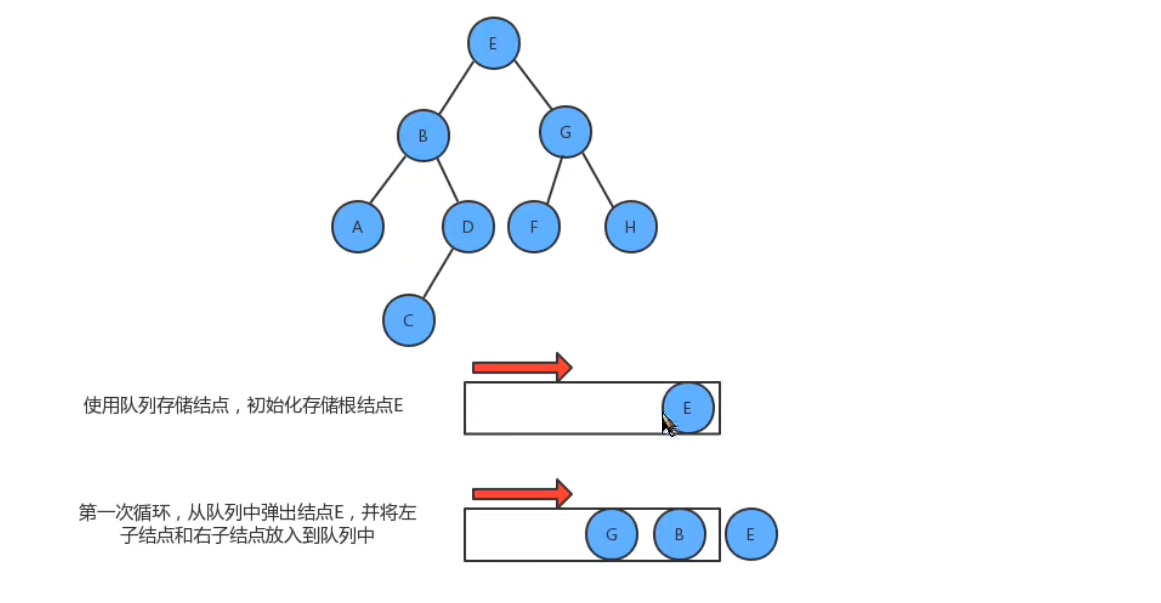 E
B
G
A
D
F
H
C
使用队列存储结点，初始化存储根结点E
E
第一次循环，从队列中弹出结点E，并将左
子结点和右子结点放入到队列中
G
B
E